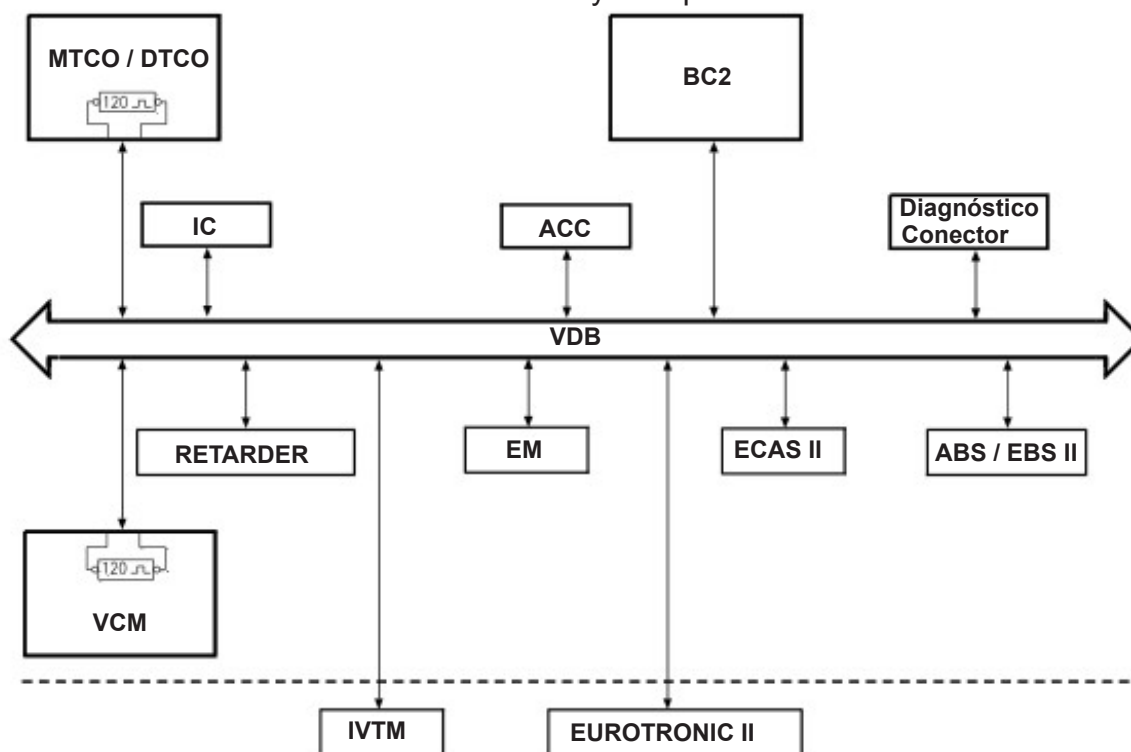 MTCO / DTCO
120
BC2
IC
ACC
Diagnóstico
Conector
VDB
RETARDER
EM
ECAS II
ABS / EBS II
120
VCM
IVTM
EUROTRONIC II